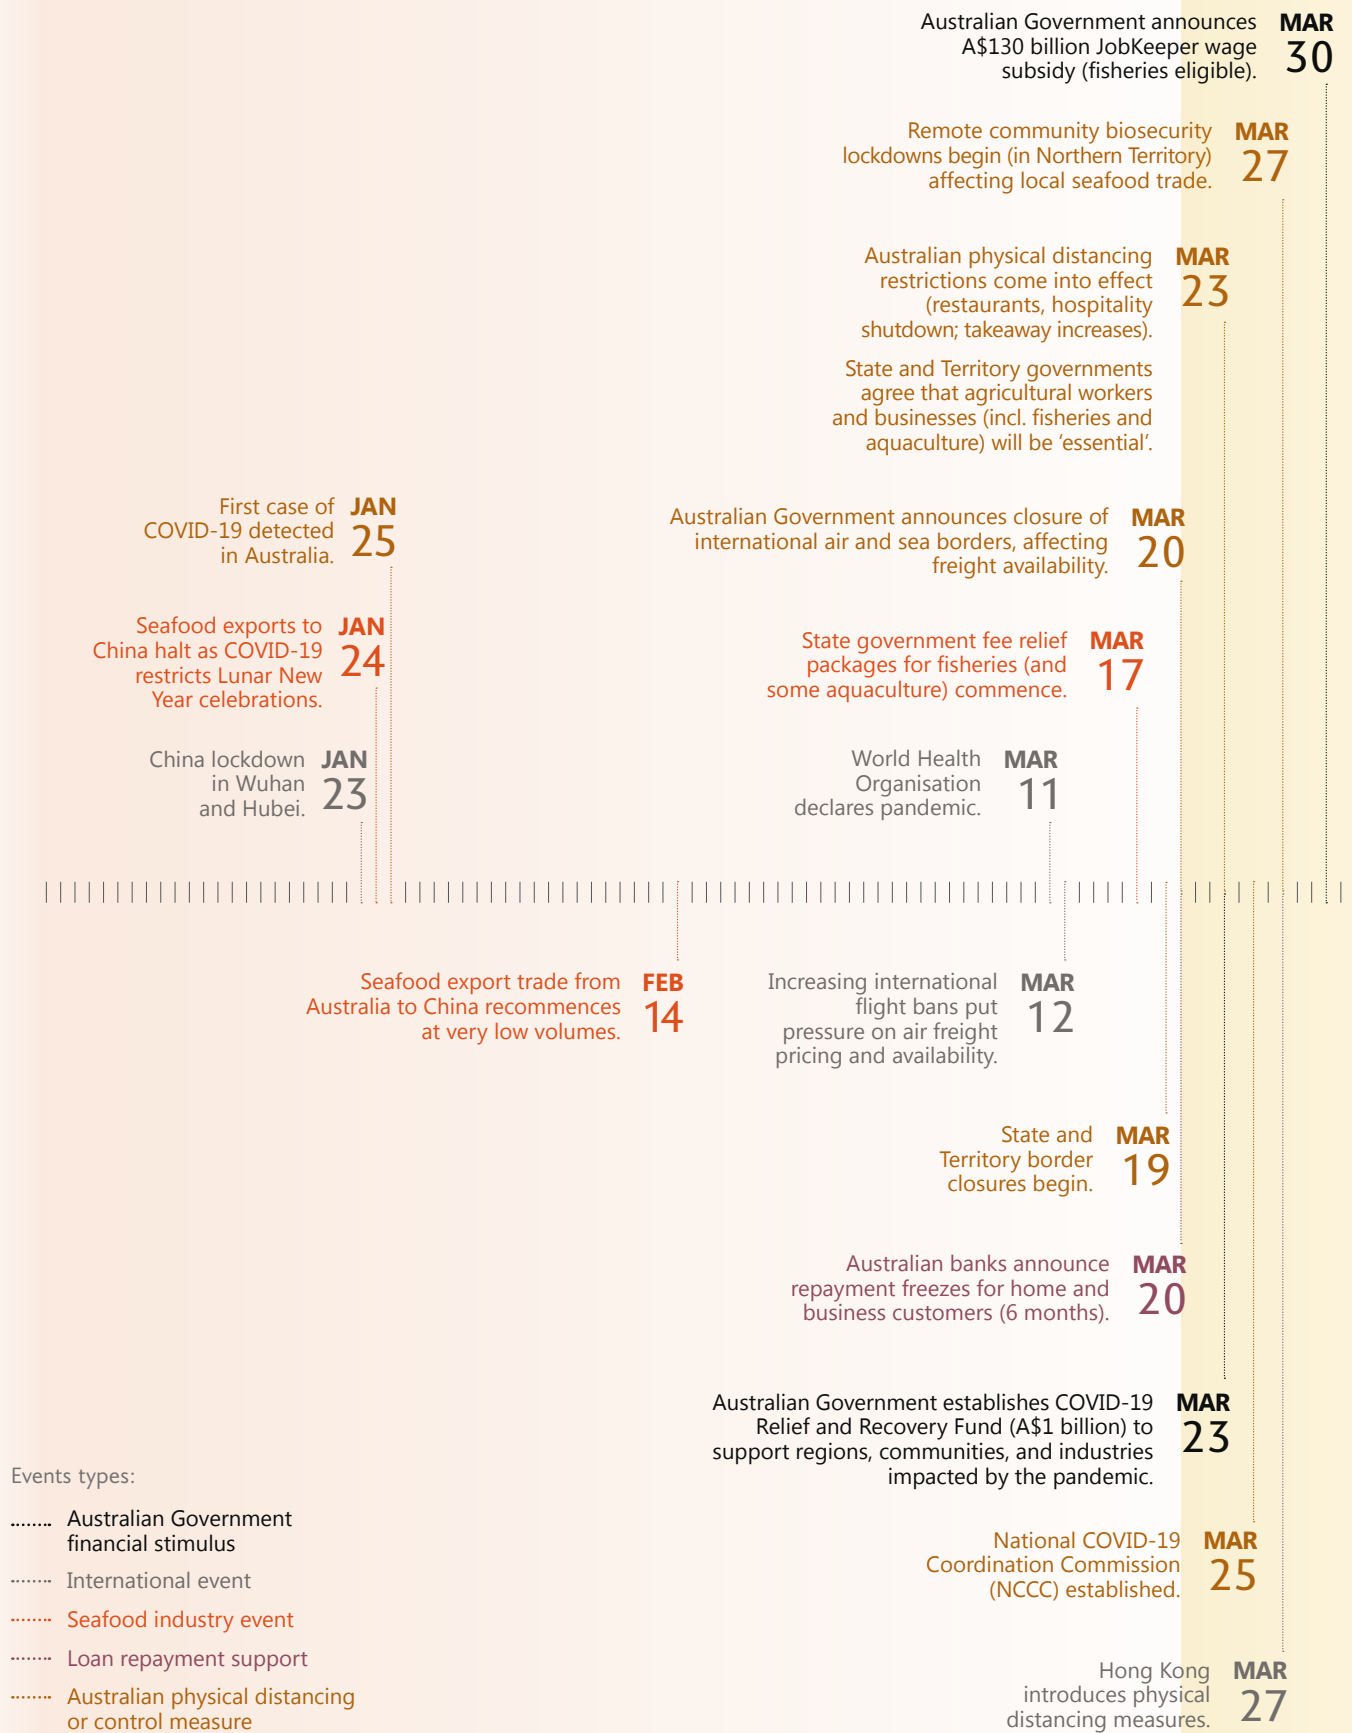 Australian Government announces
A$130 billion JobKeeper wage
subsidy (fisheries eligible).
MAR
30
Remote community biosecurity
lockdowns begin (in Northern Territory)
affecting local seafood trade.
MAR
27
Australian physical distancing
restrictions come into effect
(restaurants, hospitality
shutdown; takeaway increases).
State and Territory governments
agree that agricultural workers
and businesses (incl. fisheries and
aquaculture) will be ‘essential’.
MAR
23
First case of
COVID-19 detected
in Australia.
JAN
25
Australian Government announces closure of
international air and sea borders, affecting
freight availability.
MAR
20
Seafood exports to
China halt as COVID-19
restricts Lunar New
Year celebrations.
JAN
24
State government fee relief
packages for fisheries (and
some aquaculture) commence.
MAR
17
China lockdown
in Wuhan
and Hubei.
JAN
23
World Health
Organisation
declares pandemic.
MAR
11
Seafood export trade from
Australia to China recommences
at very low volumes.
FEB
14
Increasing international
flight bans put
pressure on air freight
pricing and availability.
MAR
12
State and
Territory border
closures begin.
MAR
19
Australian banks announce
repayment freezes for home and
business customers (6 months).
MAR
20
Australian Government establishes COVID-19
Relief and Recovery Fund (A$1 billion) to
support regions, communities, and industries
impacted by the pandemic.
MAR
23
National COVID-19
Coordination Commission
(NCCC) established.
MAR
25
Hong Kong
introduces physical
distancing measures.
MAR
27
Events types:
Australian Government
financial stimulus
International event
Seafood industry event
Loan repayment support
Australian physical distancing
or control measure